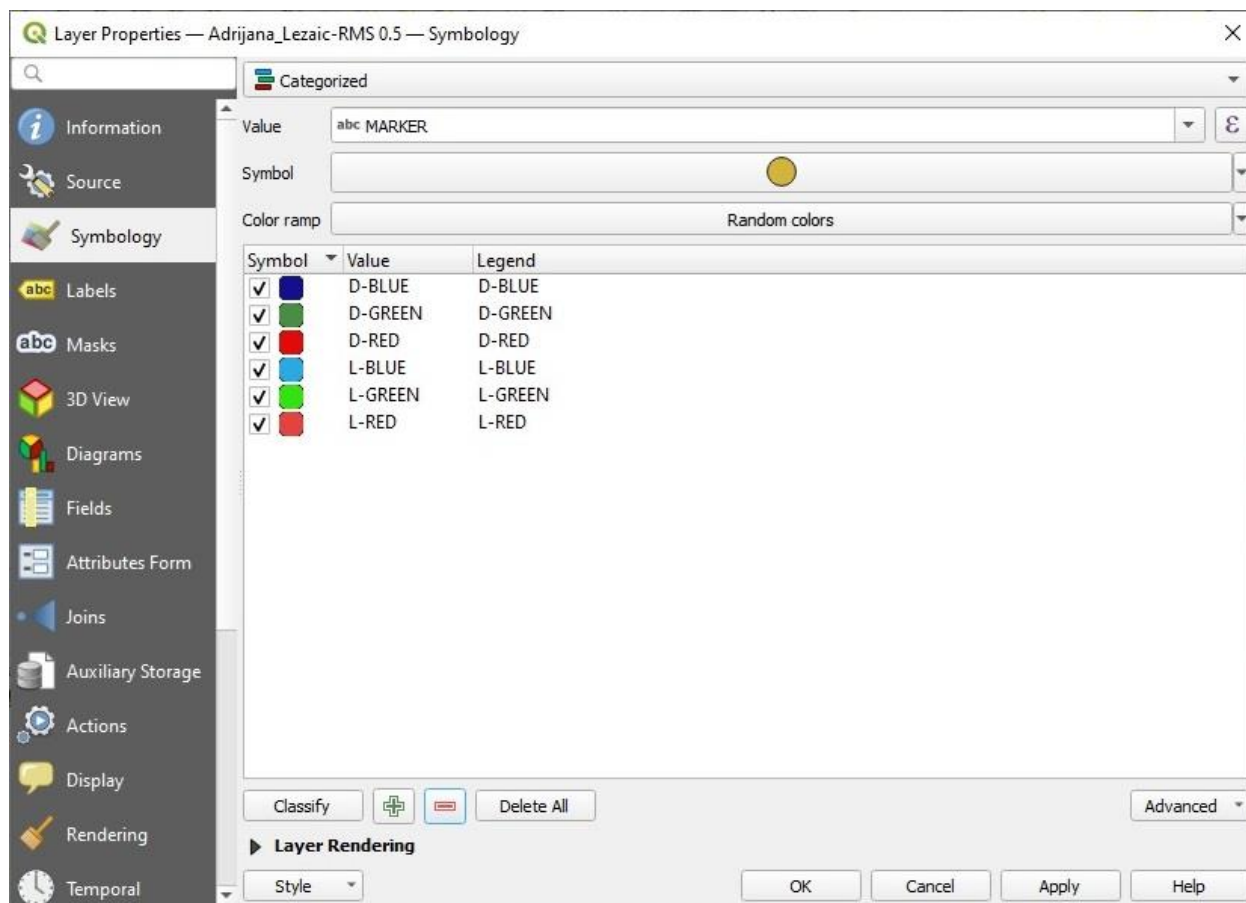 Layer Properties — Adrijana_Lezaic-RMS 0.5 — Symbology
Information
Source
Symbology
abc Labels
abc Masks
3D View
Diagrams
Fields
Attributes Form
Joins
Auxiliary Storage
Actions
Display
Rendering
Temporal
Categorized
Value abc MARKER ε
Symbol
Color ramp Random colors
Symbol Value Legend
D-BLUE D-BLUE
D-GREEN D-GREEN
D-RED D-RED
L-BLUE L-BLUE
L-GREEN L-GREEN
L-RED L-RED
Classify Delete All Advanced
Layer Rendering
Style OK Cancel Apply Help